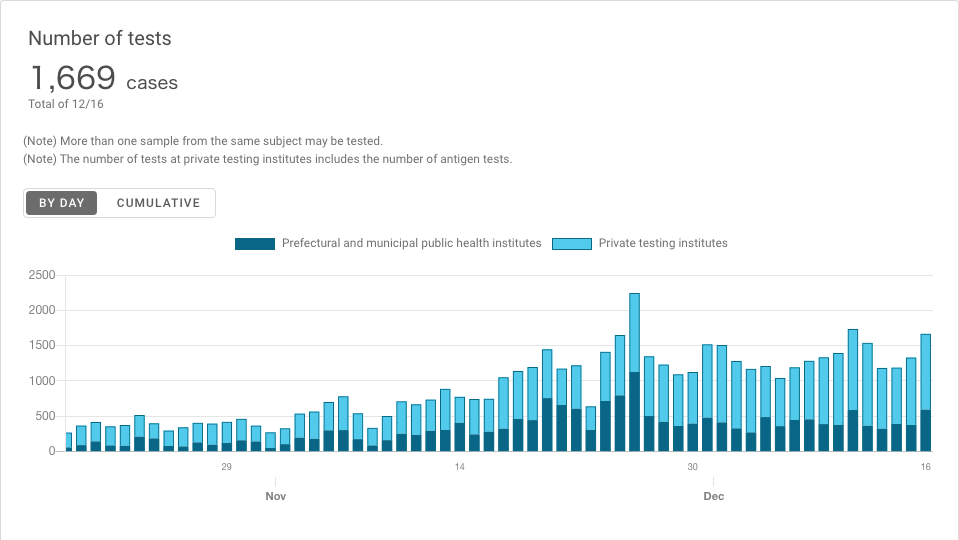 Number of tests
1,669 cases
Total of 12/16
(Note) More than one sample from the same subject may be tested.
(Note) The number of tests at private testing institutes includes the number of antigen tests.
BY DAY CUMULATIVE
Prefectural and municipal public health institutes Private testing institutes
2500
2000
1500
1000
500
0
29 14 30 16
Nov Dec